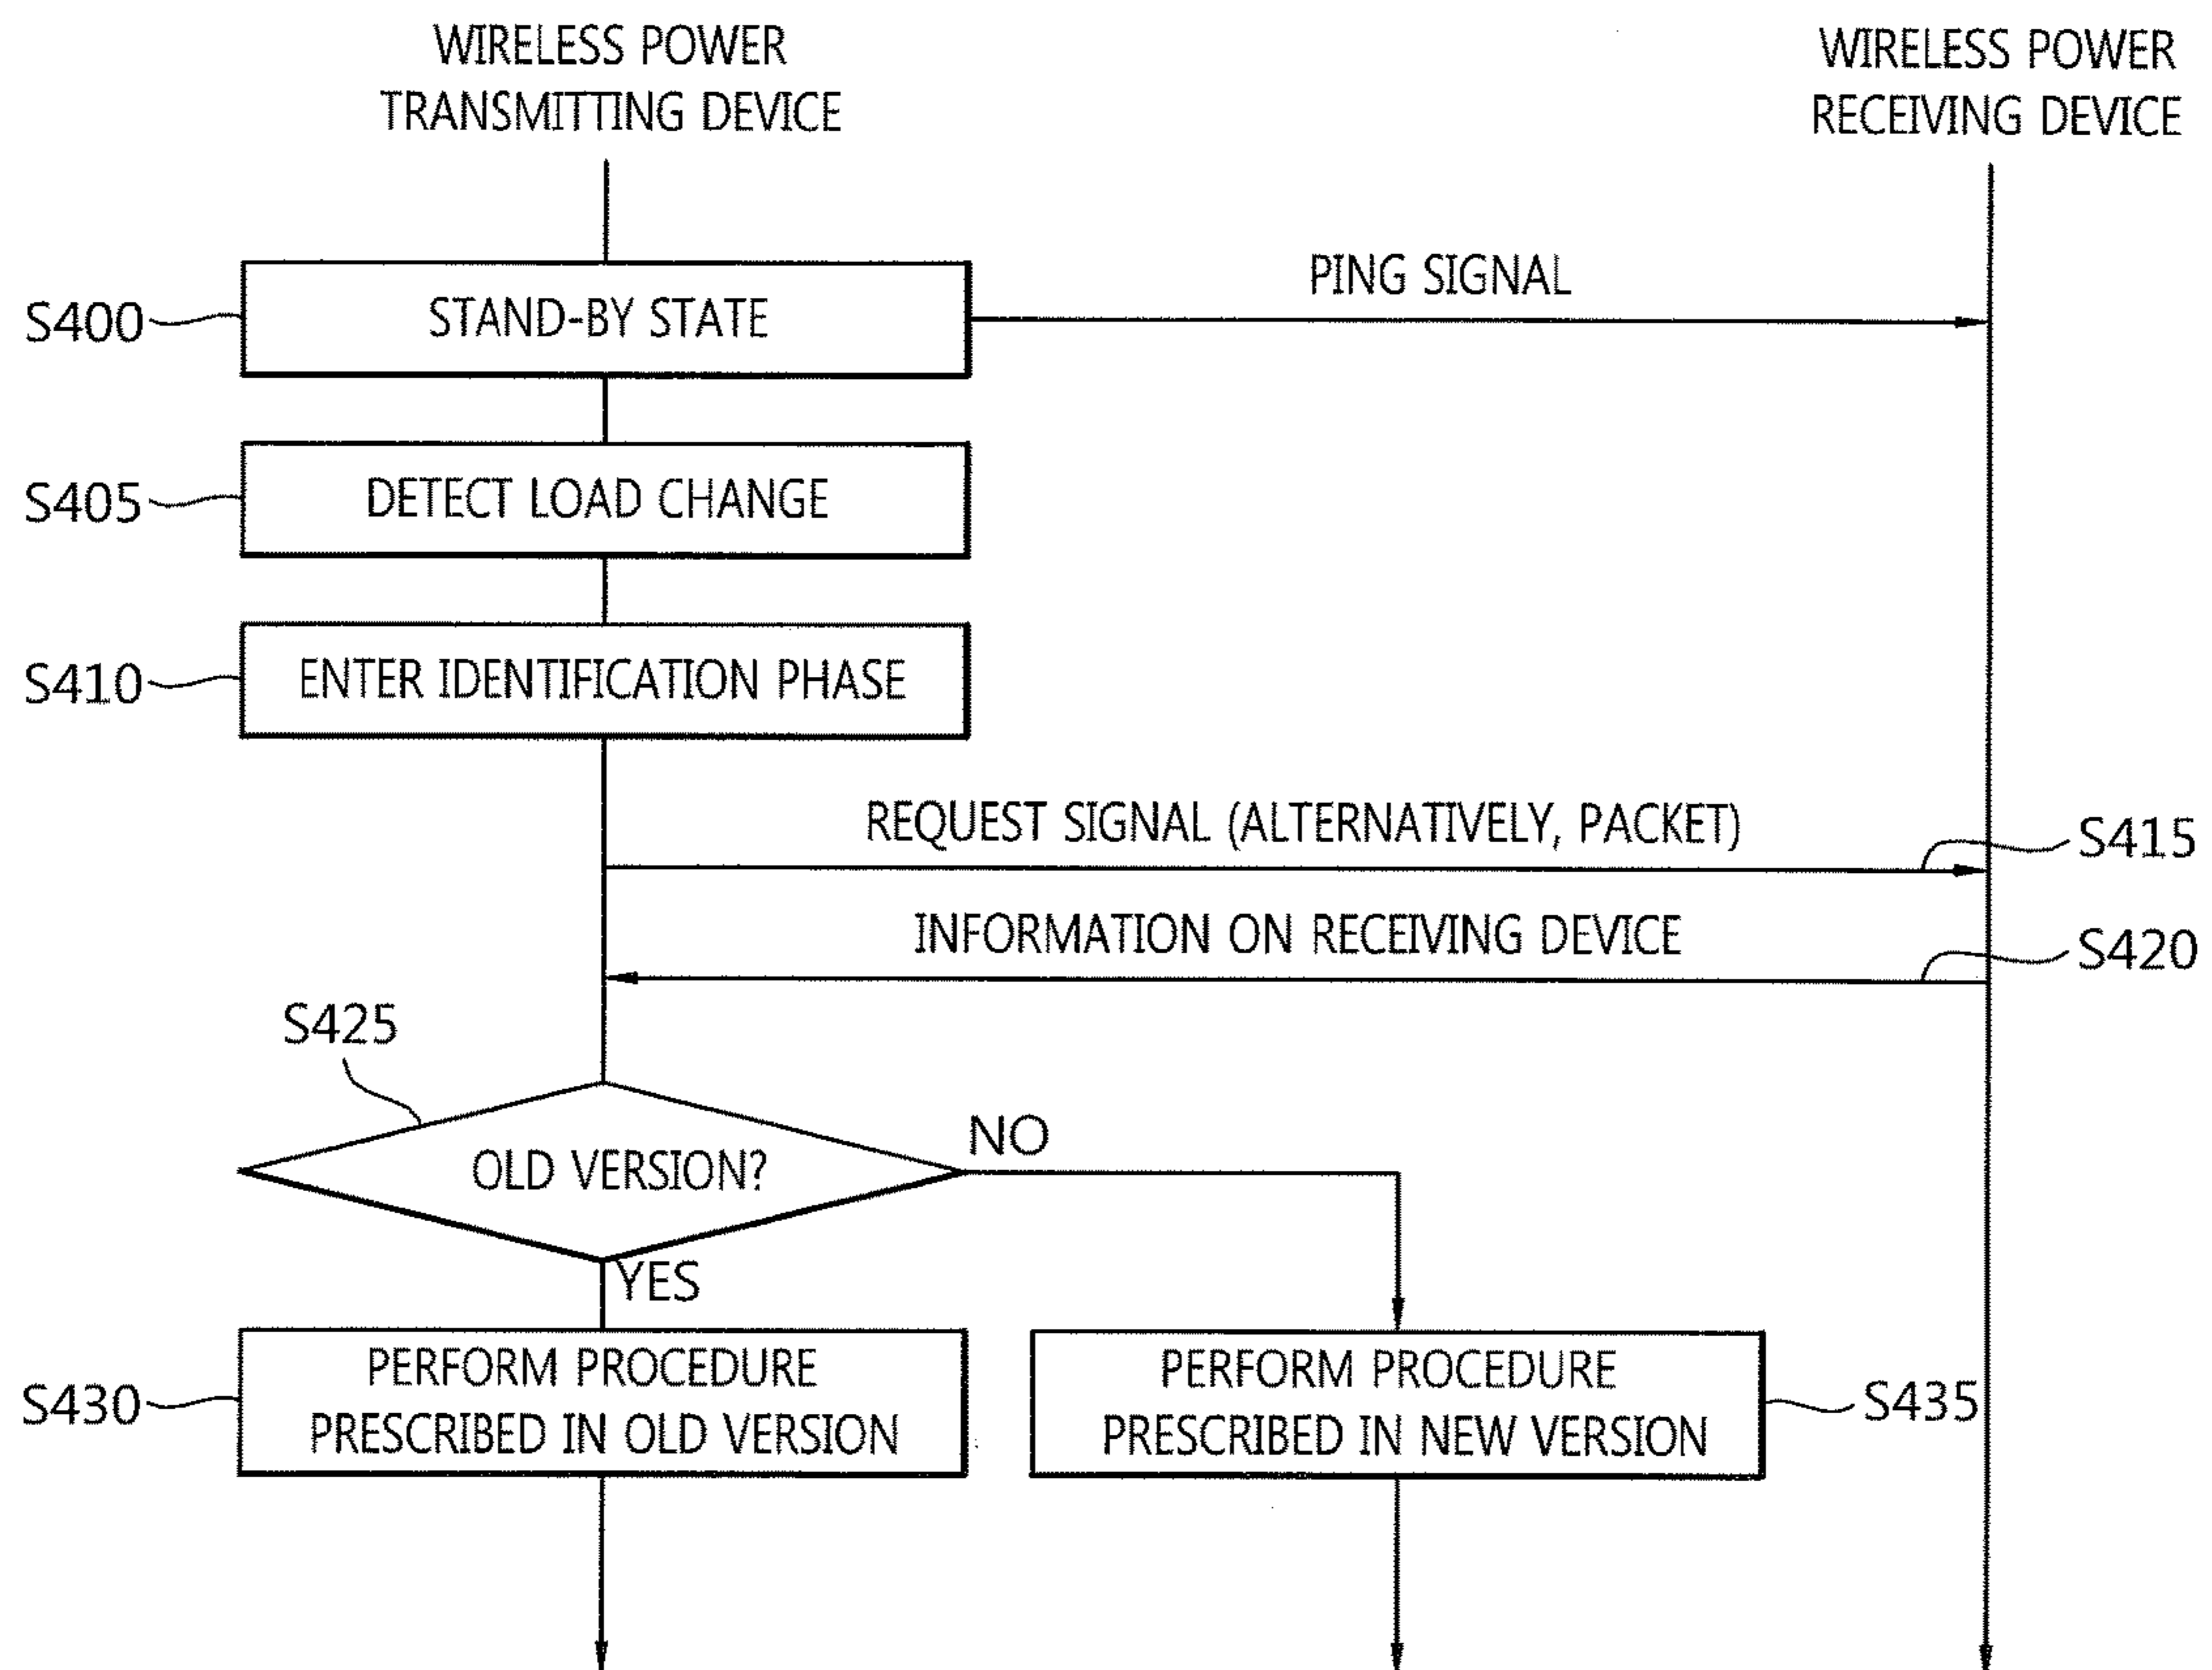 WIRELESS POWER
TRANSMITTING DEVICE
WIRELESS POWER
RECEIVING DEVICE
S400
STAND-BY STATE
PING SIGNAL
S405
DETECT LOAD CHANGE
S410
ENTER IDENTIFICATION PHASE
REQUEST SIGNAL (ALTERNATIVELY, PACKET)
S415
INFORMATION ON RECEIVING DEVICE
S420
S425
OLD VERSION?
NO
YES
S430
PERFORM PROCEDURE
PRESCRIBED IN OLD VERSION
PERFORM PROCEDURE
PRESCRIBED IN NEW VERSION
S435